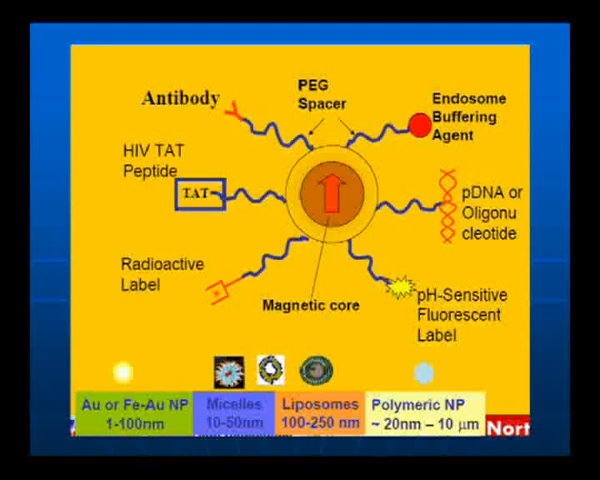 Antibody
PEG
Spacer
Endosome
Buffering
Agent
HIV TAT
Peptide
TAT
pDNA or
Oligonu
cleotide
Radioactive
Label
Magnetic core
pH-Sensitive
Fluorescent
Label
Au or Fe-Au NP
1-100nm
Micelles
10-50nm
Liposomes
100-250 nm
Polymeric NP
~ 20nm – 10 μm
Nort